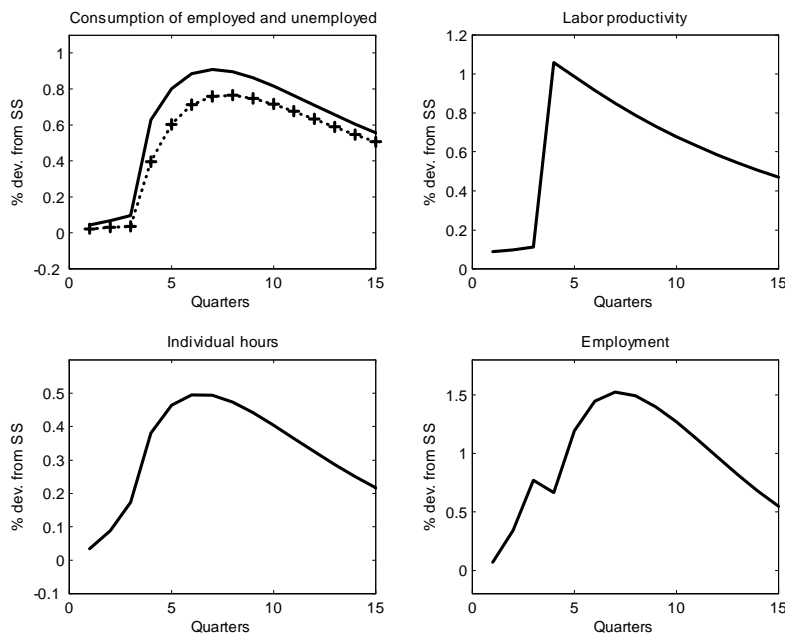 Consumption of employed and unemployed
1
0.8
0.6
0.4
0.2
0
-0.2
% dev. from SS
0 5 10 15
Quarters
Labor productivity
1.2
1
0.8
0.6
0.4
0.2
0
% dev. from SS
0 5 10 15
Quarters
Individual hours
0.5
0.4
0.3
0.2
0.1
0
-0.1
% dev. from SS
0 5 10 15
Quarters
Employment
1.5
1
0.5
0
% dev. from SS
0 5 10 15
Quarters